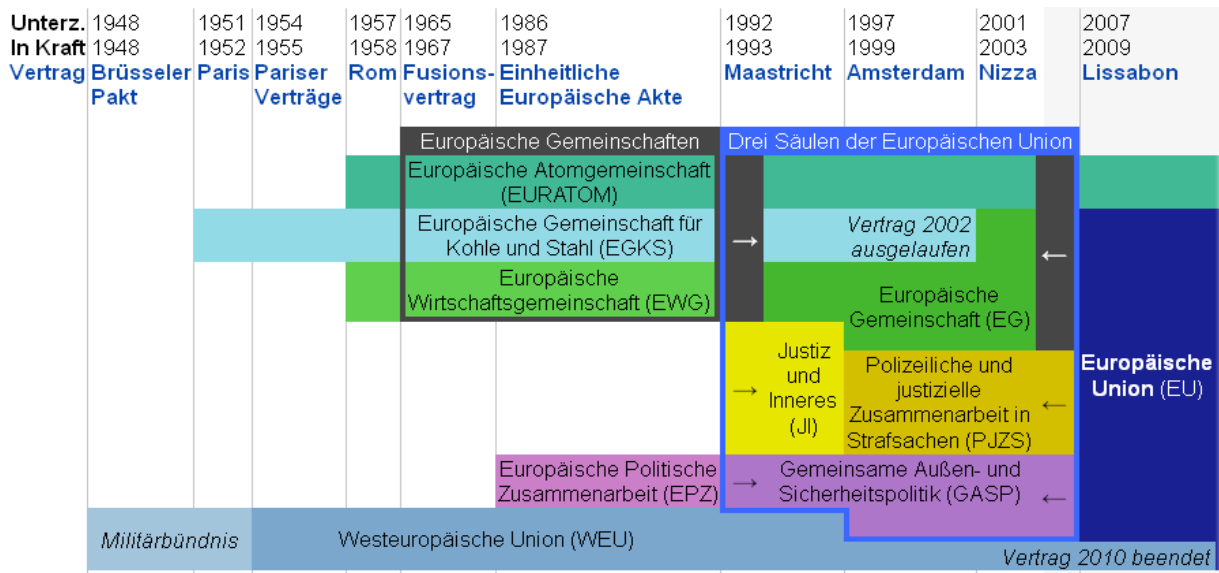 Unterz. 1948 1951 1954 1957 1965 1986 1992 1997 2001 2007
In Kraft 1948 1952 1955 1958 1967 1987 1993 1999 2003 2009
Vertrag Brüsseler Paris Pariser Rom Fusions- Einheitliche Maastricht Amsterdam Nizza Lissabon
Pakt Verträge vertrag Europäische Akte
Europäische Gemeinschaften
Drei Säulen der Europäischen Union
Europäische Atomgemeinschaft
(EURATOM)
Europäische Gemeinschaft für
Kohle und Stahl (EGKS)
→
Vertrag 2002
ausgelaufen
←
Europäische
Wirtschaftsgemeinschaft (EWG)
Europäische
Gemeinschaft (EG)
→
Justiz
und
Inneres
(JI)
Polizeiliche und
justizielle
Zusammenarbeit in
Strafsachen (PJZS)
←
Europäische
Union (EU)
Europäische Politische
Zusammenarbeit (EPZ)
→
Gemeinsame Außen- und
Sicherheitspolitik (GASP)
←
Militärbündnis
Westeuropäische Union (WEU)
Vertrag 2010 beendet